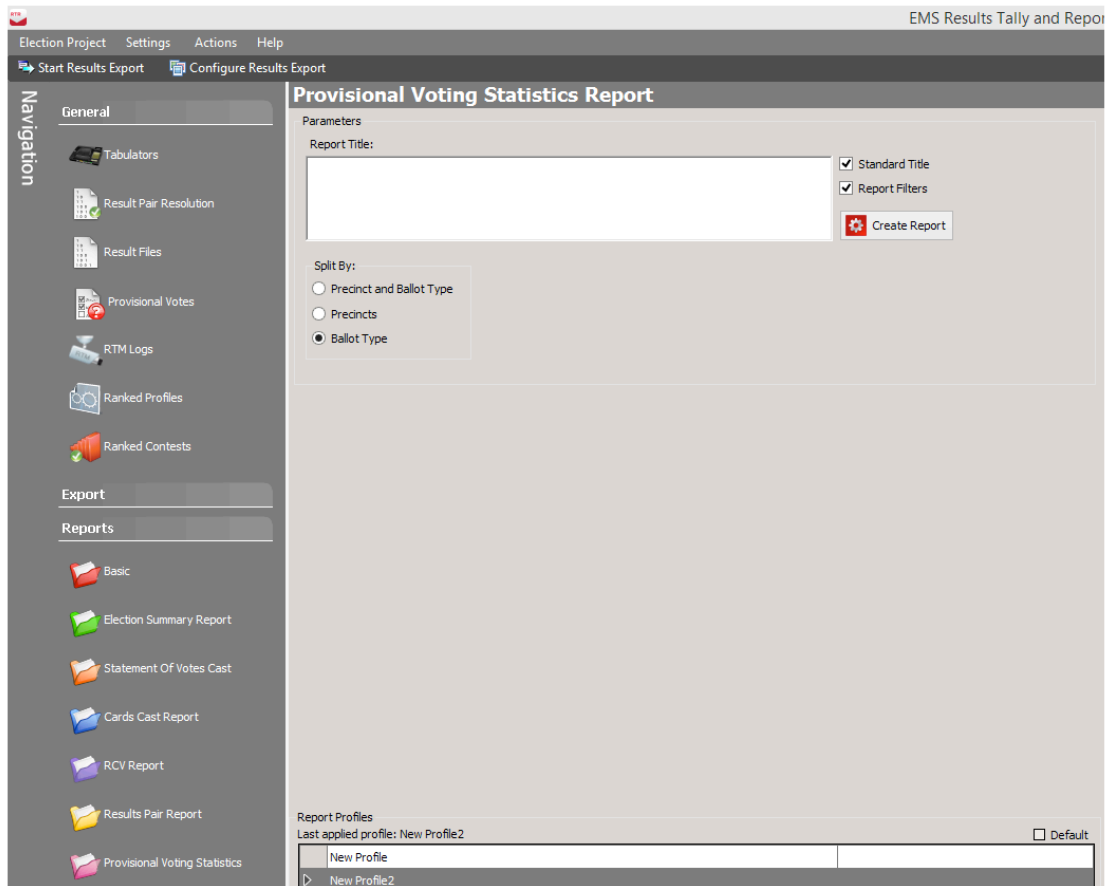 RTR
EMS Results Tally and Repor
Election Project Settings Actions Help
Start Results Export Configure Results Export
Navigation
General
Tabulators
Result Pair Resolution
Result Files
Provisional Votes
RTM Logs
Ranked Profiles
Ranked Contests
Export
Reports
Basic
Election Summary Report
Statement Of Votes Cast
Cards Cast Report
RCV Report
Results Pair Report
Provisional Voting Statistics
Provisional Voting Statistics Report
Parameters
Report Title:
Standard Title
Report Filters
Create Report
Split By:
Precinct and Ballot Type
Precincts
Ballot Type
Report Profiles
Last applied profile: New Profile2
Default
New Profile
New Profile2